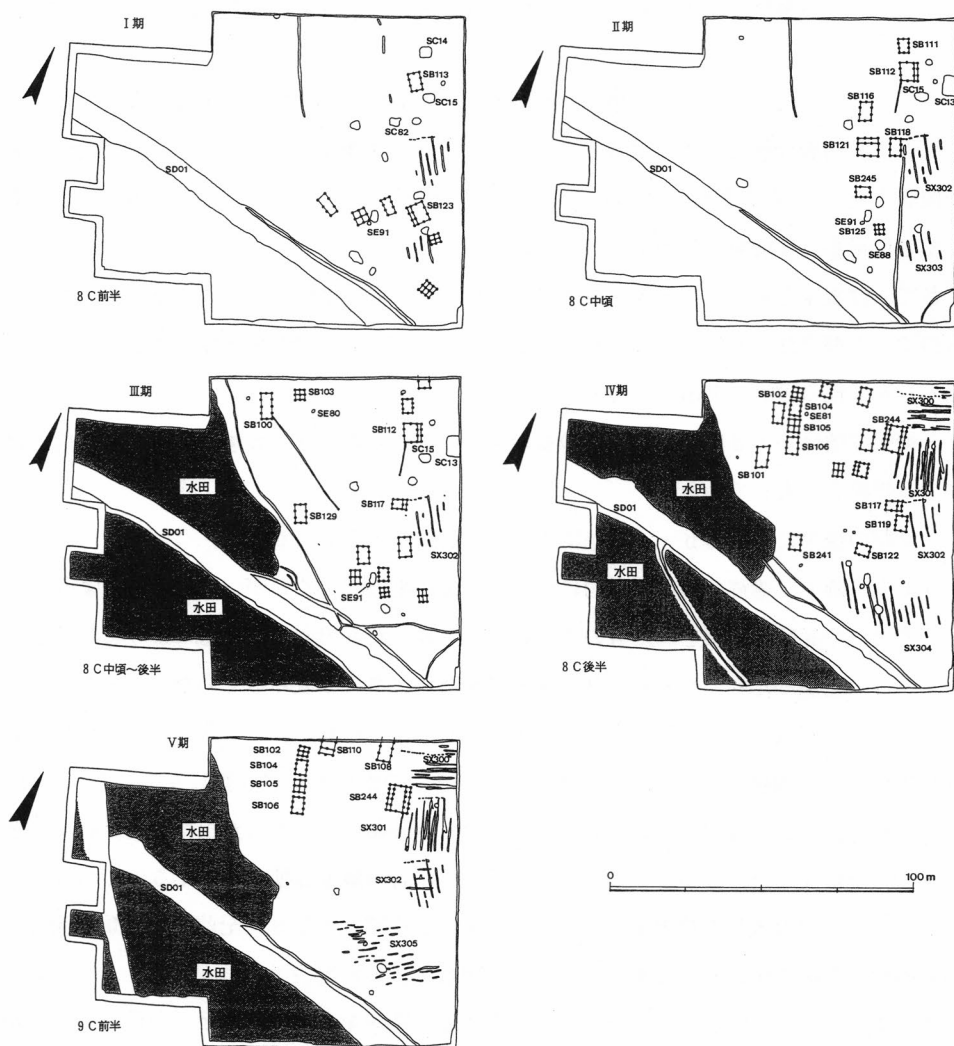 I期
SC14
SB113
SC15
SC82
SD01
SB123
SE91
8C前半
II期
SB111
SB112
SC15
SC13
SB116
SB118
SB121
SD01
SB245
SX302
SE91
SB125
SE88
SX303
8C中頃
III期
SB103
SE80
SB100
SB112
SC15
SC13
水田
SB117
SD01
SB129
SX302
水田
SE91
8C中頃〜後半
IV期
SB102
SX300
SB104
SE81
SB244
SB105
SB106
SB101
水田
SX301
SD01
SB117
SB119
SX302
SB241
SB122
水田
SX304
8C後半
V期
SB102
SB110
SB104
SB108
SX300
SB105
SB244
SB106
水田
SX301
SX302
SD01
SX305
水田
9C前半
0
100m